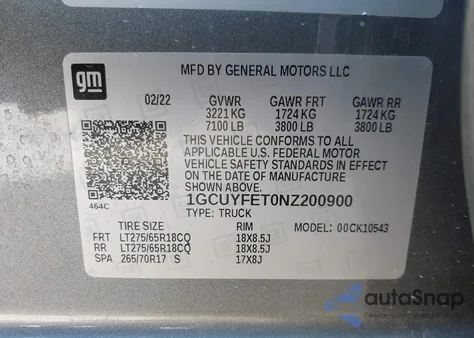 gm
MFD BY GENERAL MOTORS LLC
02/22 GVWR GAWR FRT GAWR RR
3221 KG 1724 KG 1724 KG
7100 LB 3800 LB 3800 LB
THIS VEHICLE CONFORMS TO ALL
APPLICABLE U.S. FEDERAL MOTOR
VEHICLE SAFETY STANDARDS IN EFFECT
ON THE DATE OF MANUFACTURE
SHOWN ABOVE.
1GCUYFET0NZ200900
464C TYPE: TRUCK
TIRE SIZE RIM MODEL: 00CK10543
FRT LT275/65R18CQ 18X8.5J
RR LT275/65R18CQ 18X8.5J
SPA 265/70R17 S 17X8J
autoSnap